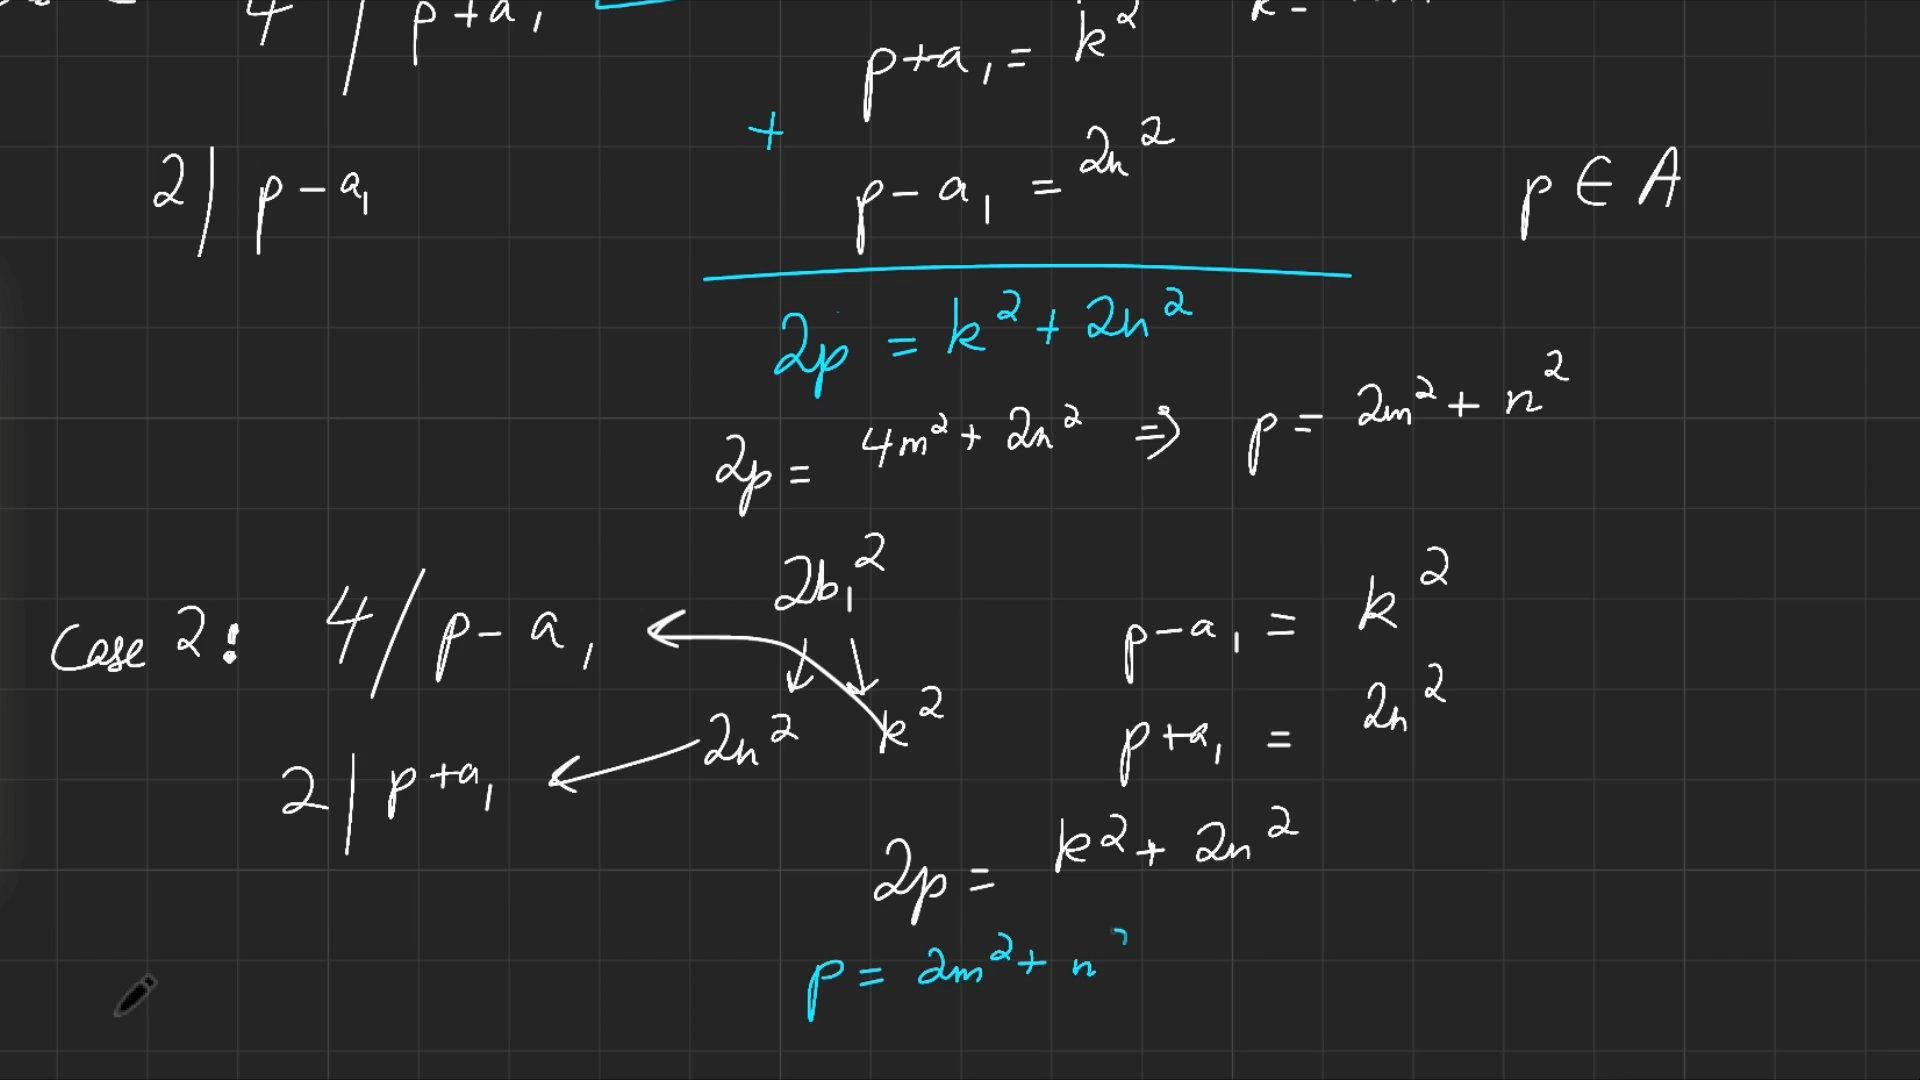 4 / p+a₁
p+a₁ = k²
+
2 | p−a₁
p−a₁ = 2n²
p ∈ A
2p = k² + 2n²
2p = 4m² + 2n² ⇒ p = 2m² + n²
Case 2: 4 / p−a₁ ← 2b₁² p−a₁ = k²
2 | p+a₁ ← 2n² k² p+a₁ = 2n²
2p = k² + 2n²
p = 2m² + n²